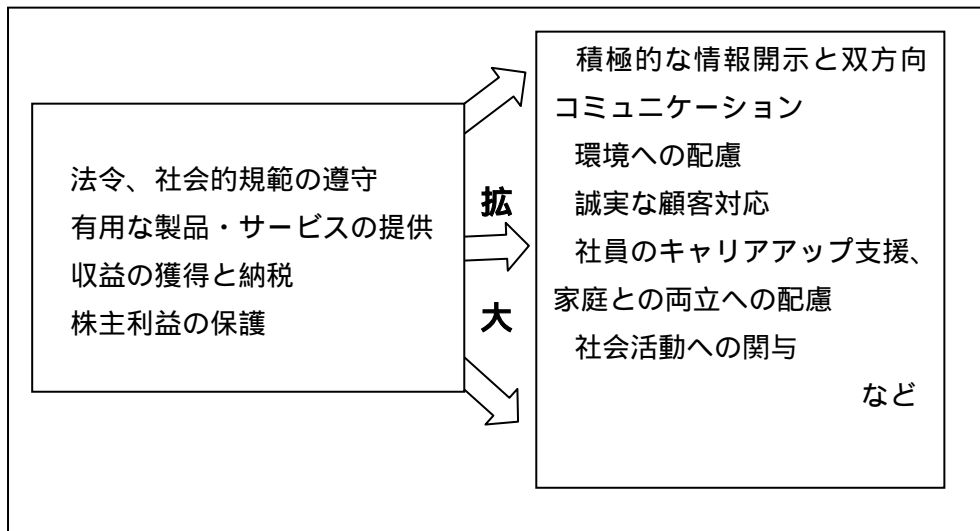 法令、社会的規範の遵守
有用な製品・サービスの提供
収益の獲得と納税
株主利益の保護
拡
大
積極的な情報開示と双方向
コミュニケーション
環境への配慮
誠実な顧客対応
社員のキャリアアップ支援、
家庭との両立への配慮
社会活動への関与
など